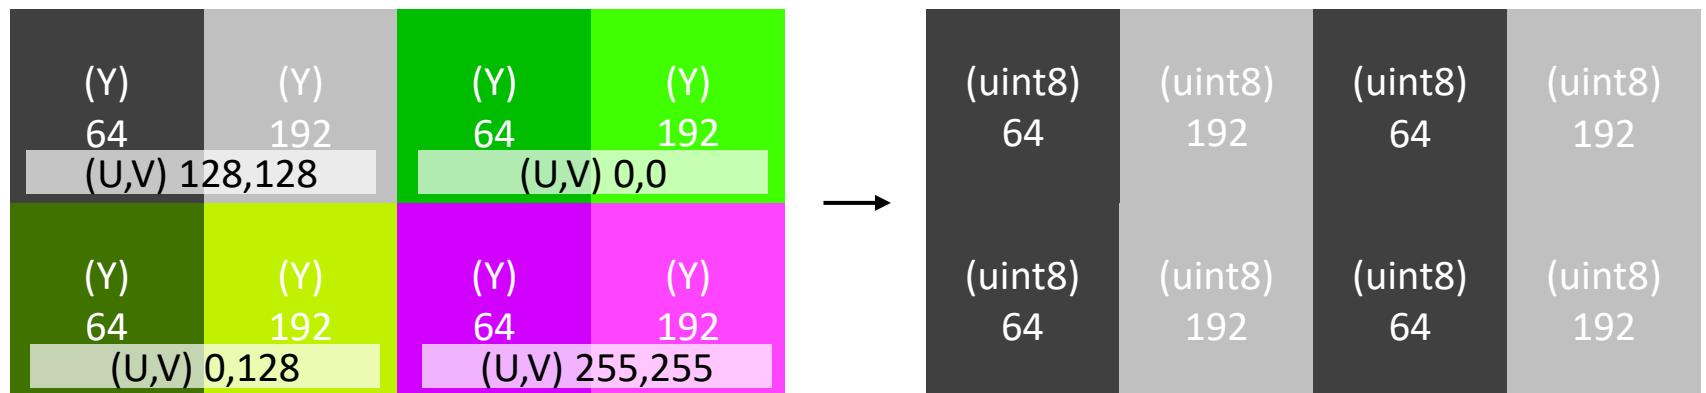 (Y) (Y) (Y) (Y) (uint8) (uint8) (uint8) (uint8)
64 192 64 192 64 192 64 192
(U,V) 128,128 (U,V) 0,0
(Y) (Y) (Y) (Y) (uint8) (uint8) (uint8) (uint8)
64 192 64 192 64 192 64 192
(U,V) 0,128 (U,V) 255,255